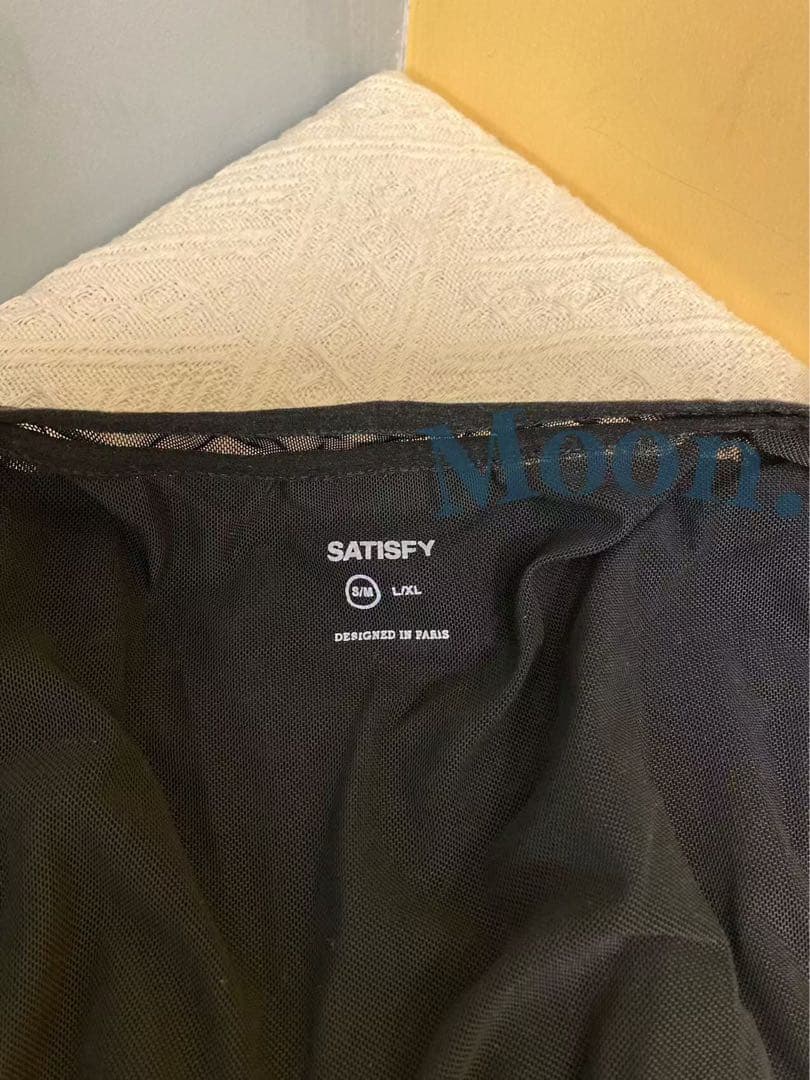 Moon.
SATISFY
S/M L/XL
DESIGNED IN PARIS